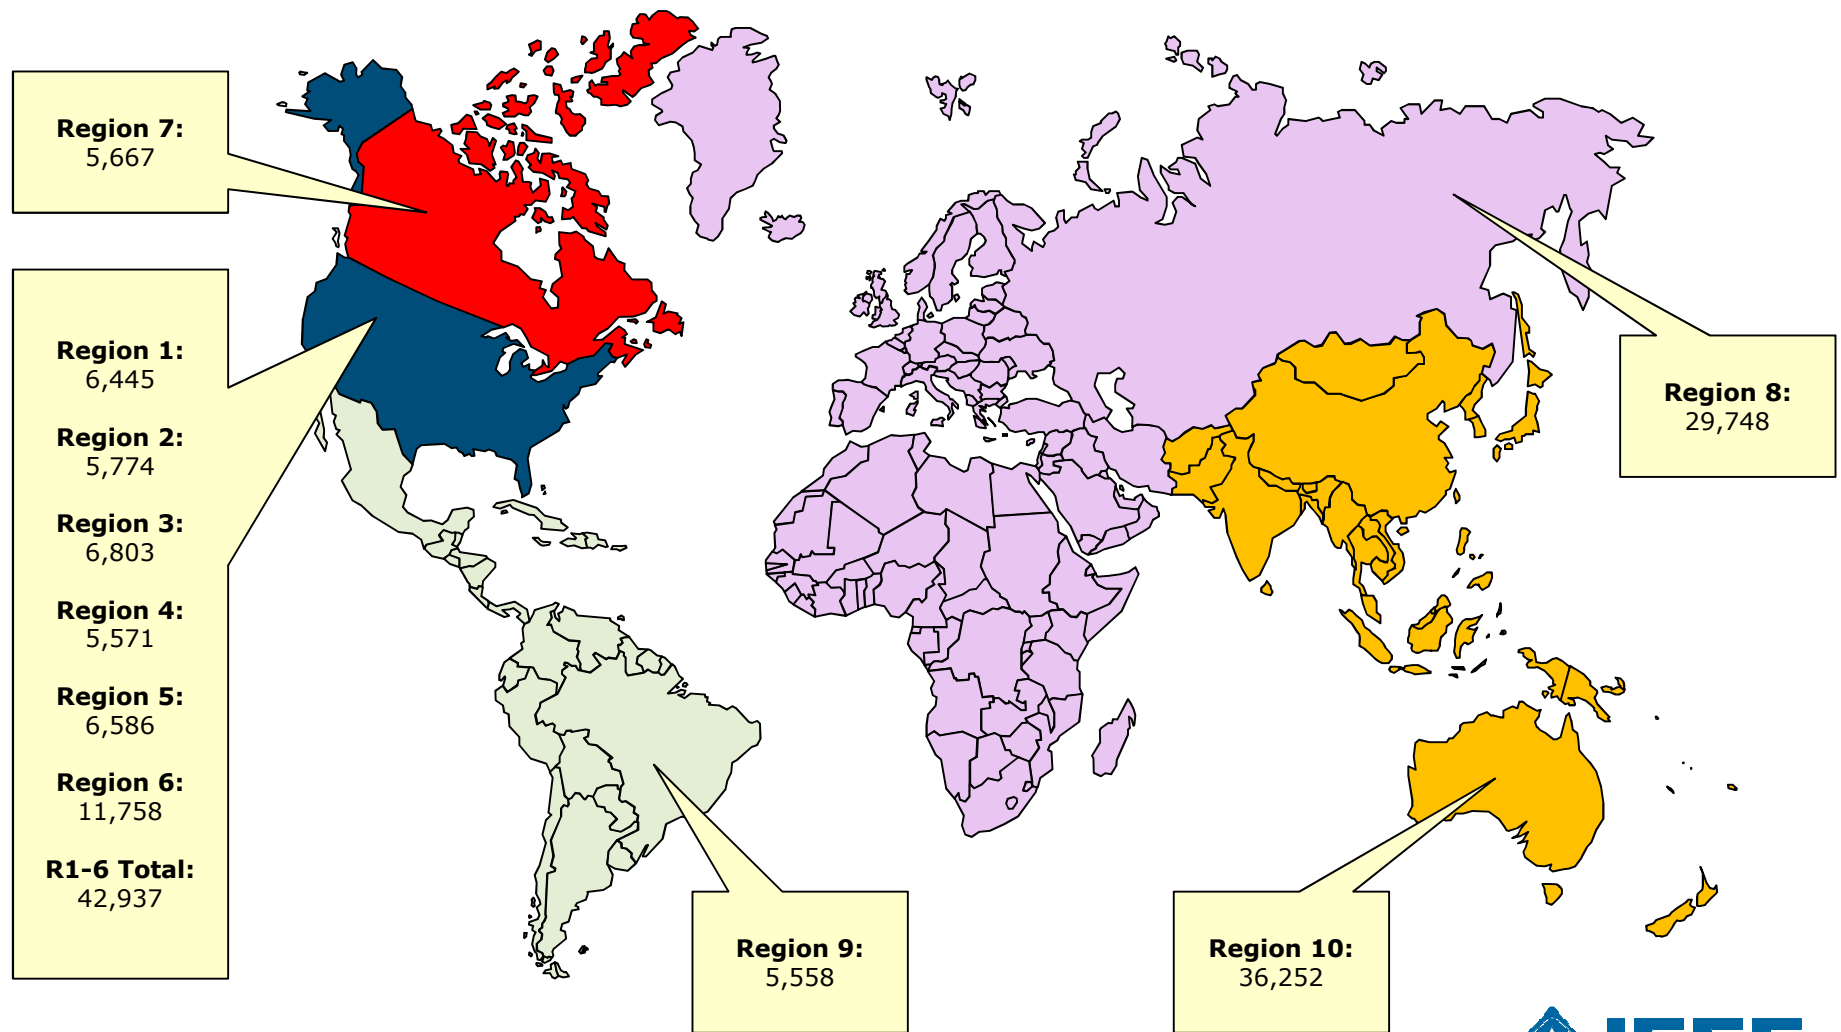 Region 7:
5,667
Region 1:
6,445
Region 2:
5,774
Region 3:
6,803
Region 4:
5,571
Region 5:
6,586
Region 6:
11,758
R1-6 Total:
42,937
Region 8:
29,748
Region 9:
5,558
Region 10:
36,252